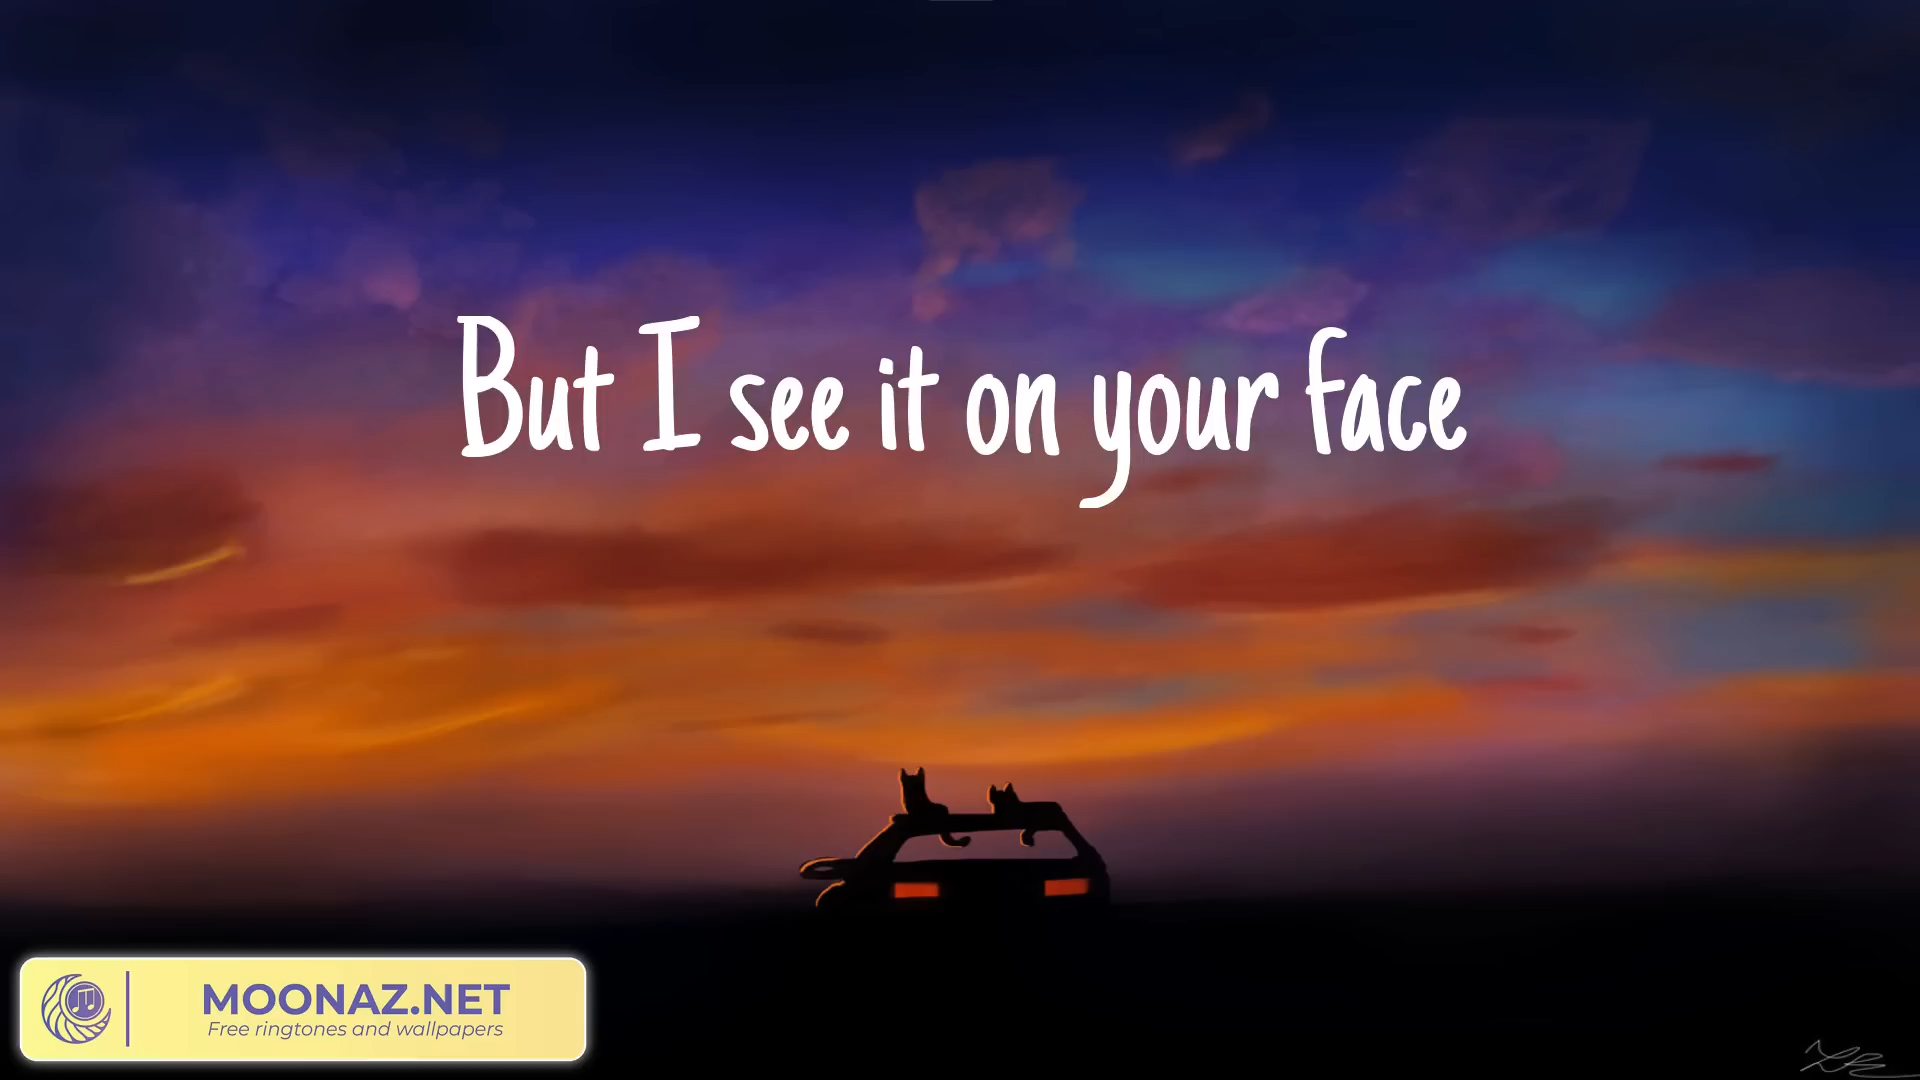 But I see it on your face
MOONAZ.NET
Free ringtones and wallpapers